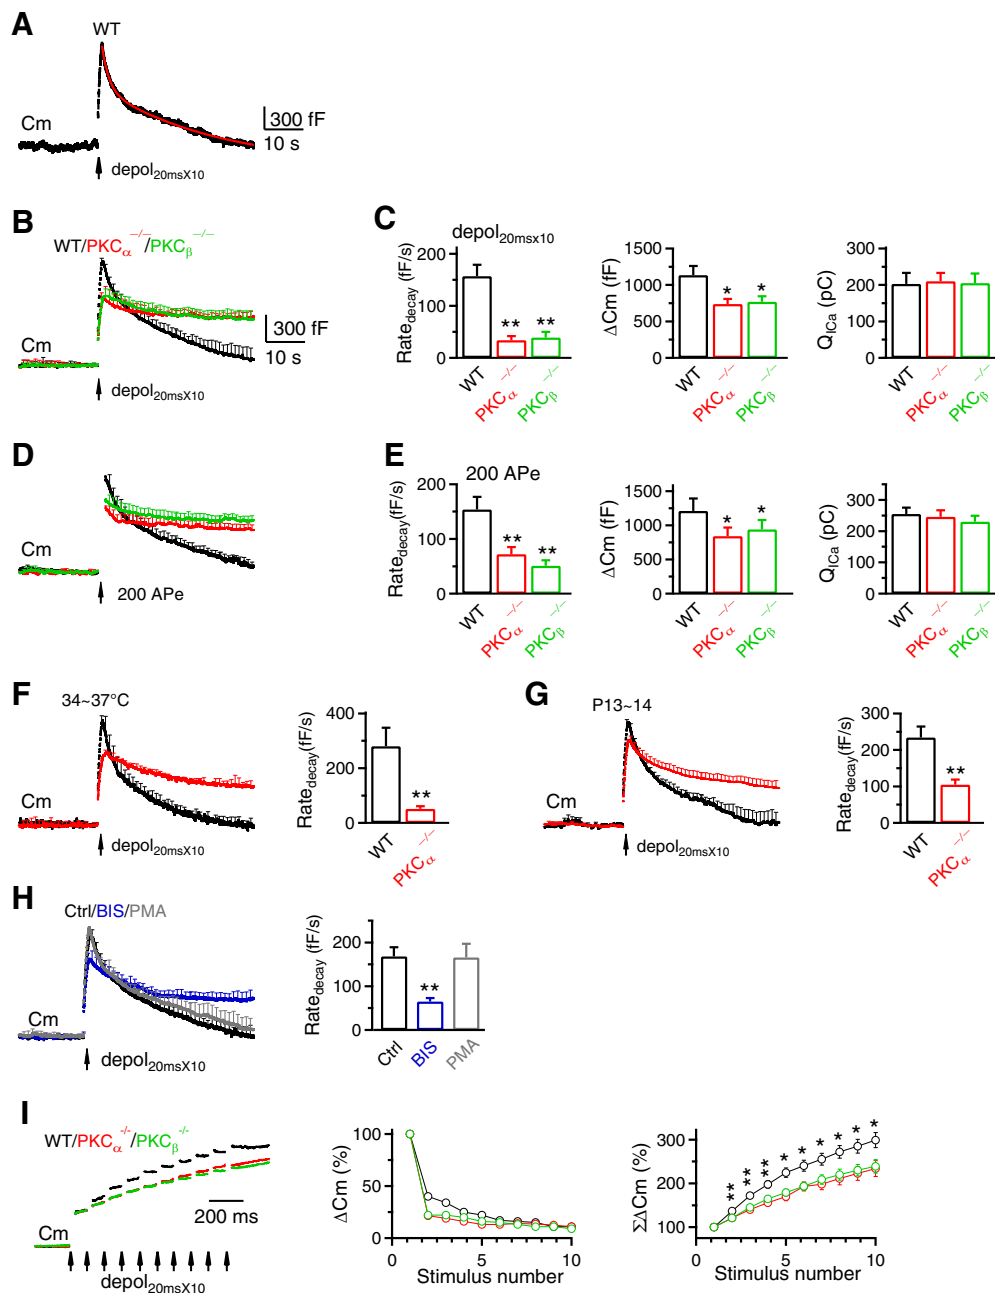 A
WT
Cm
300 fF
10 s
depol20msX10
B
WT/PKCα−/−/PKCβ−/−
Cm
300 fF
10 s
depol20msX10
C
depol20msx10
Ratedecay (fF/s)
200
100
0
WT
PKCα−/−
PKCβ−/−
**
**
ΔCm (fF)
1500
1000
500
0
WT
PKCα−/−
PKCβ−/−
*
*
QICa (pC)
300
200
100
0
WT
PKCα−/−
PKCβ−/−
D
Cm
200 APe
E
200 APe
Ratedecay(fF/s)
200
100
0
WT
PKCα−/−
PKCβ−/−
**
**
ΔCm (fF)
1500
1000
500
0
WT
PKCα−/−
PKCβ−/−
*
*
QICa (pC)
300
200
100
0
WT
PKCα−/−
PKCβ−/−
F
34~37°C
Cm
depol20msX10
Ratedecay(fF/s)
400
200
0
WT
PKCα−/−
**
G
P13~14
Cm
depol20msX10
Ratedecay(fF/s)
300
200
100
0
WT
PKCα−/−
**
H
Ctrl/BIS/PMA
Cm
depol20msX10
Ratedecay (fF/s)
200
100
0
Ctrl
BIS
PMA
**
I
WT/PKCα-/-/PKCβ-/-
Cm
200 ms
depol20msX10
ΔCm (%)
100
50
0
0
5
10
Stimulus number
ΣΔCm (%)
300
200
100
0
5
10
Stimulus number
**
**
**
*
*
*
*
*
*